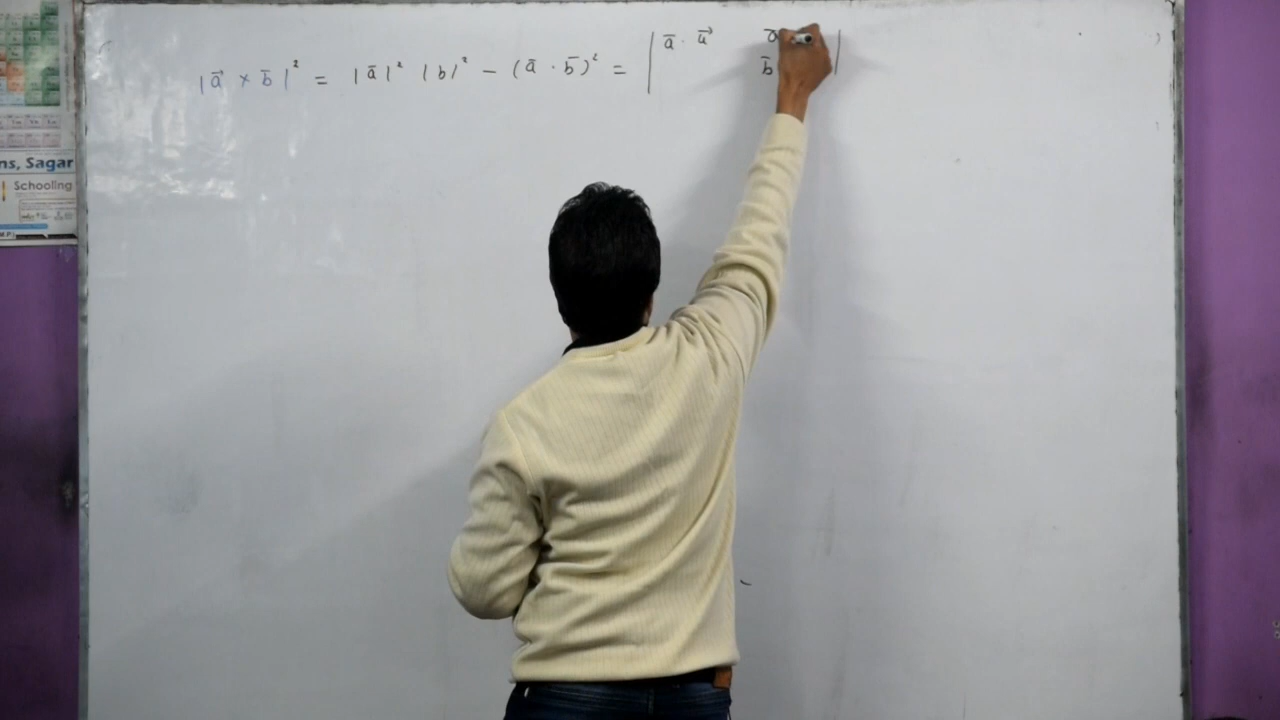 |a⃗ × b̄|² = |ā|² |b|² − (ā · b̄)² = | ā · a⃗ ā |
b̄
ns, Sagar
Schooling